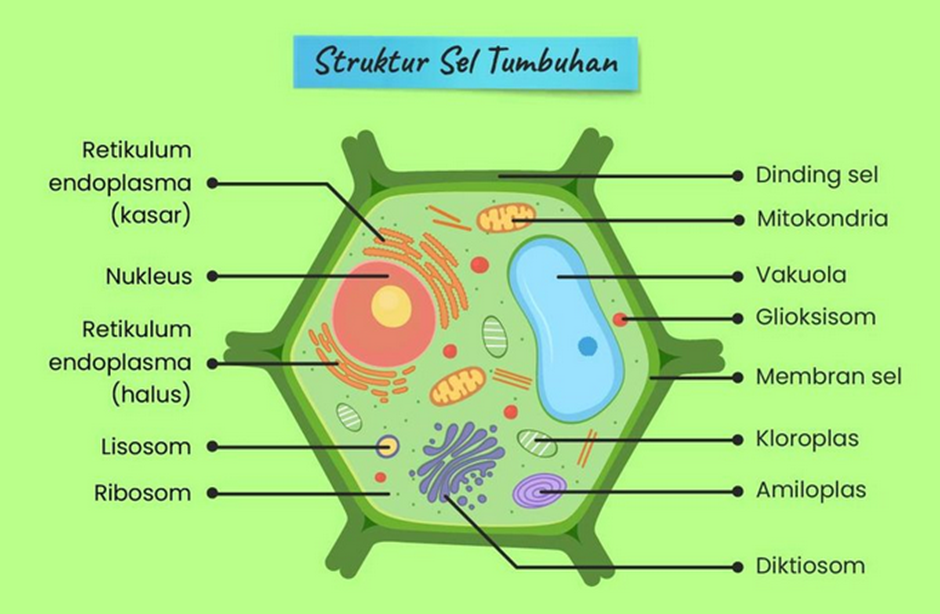 Struktur Sel Tumbuhan
Retikulum
endoplasma
(kasar)
Nukleus
Retikulum
endoplasma
(halus)
Lisosom
Ribosom
Dinding sel
Mitokondria
Vakuola
Glioksisom
Membran sel
Kloroplas
Amiloplas
Diktiosom